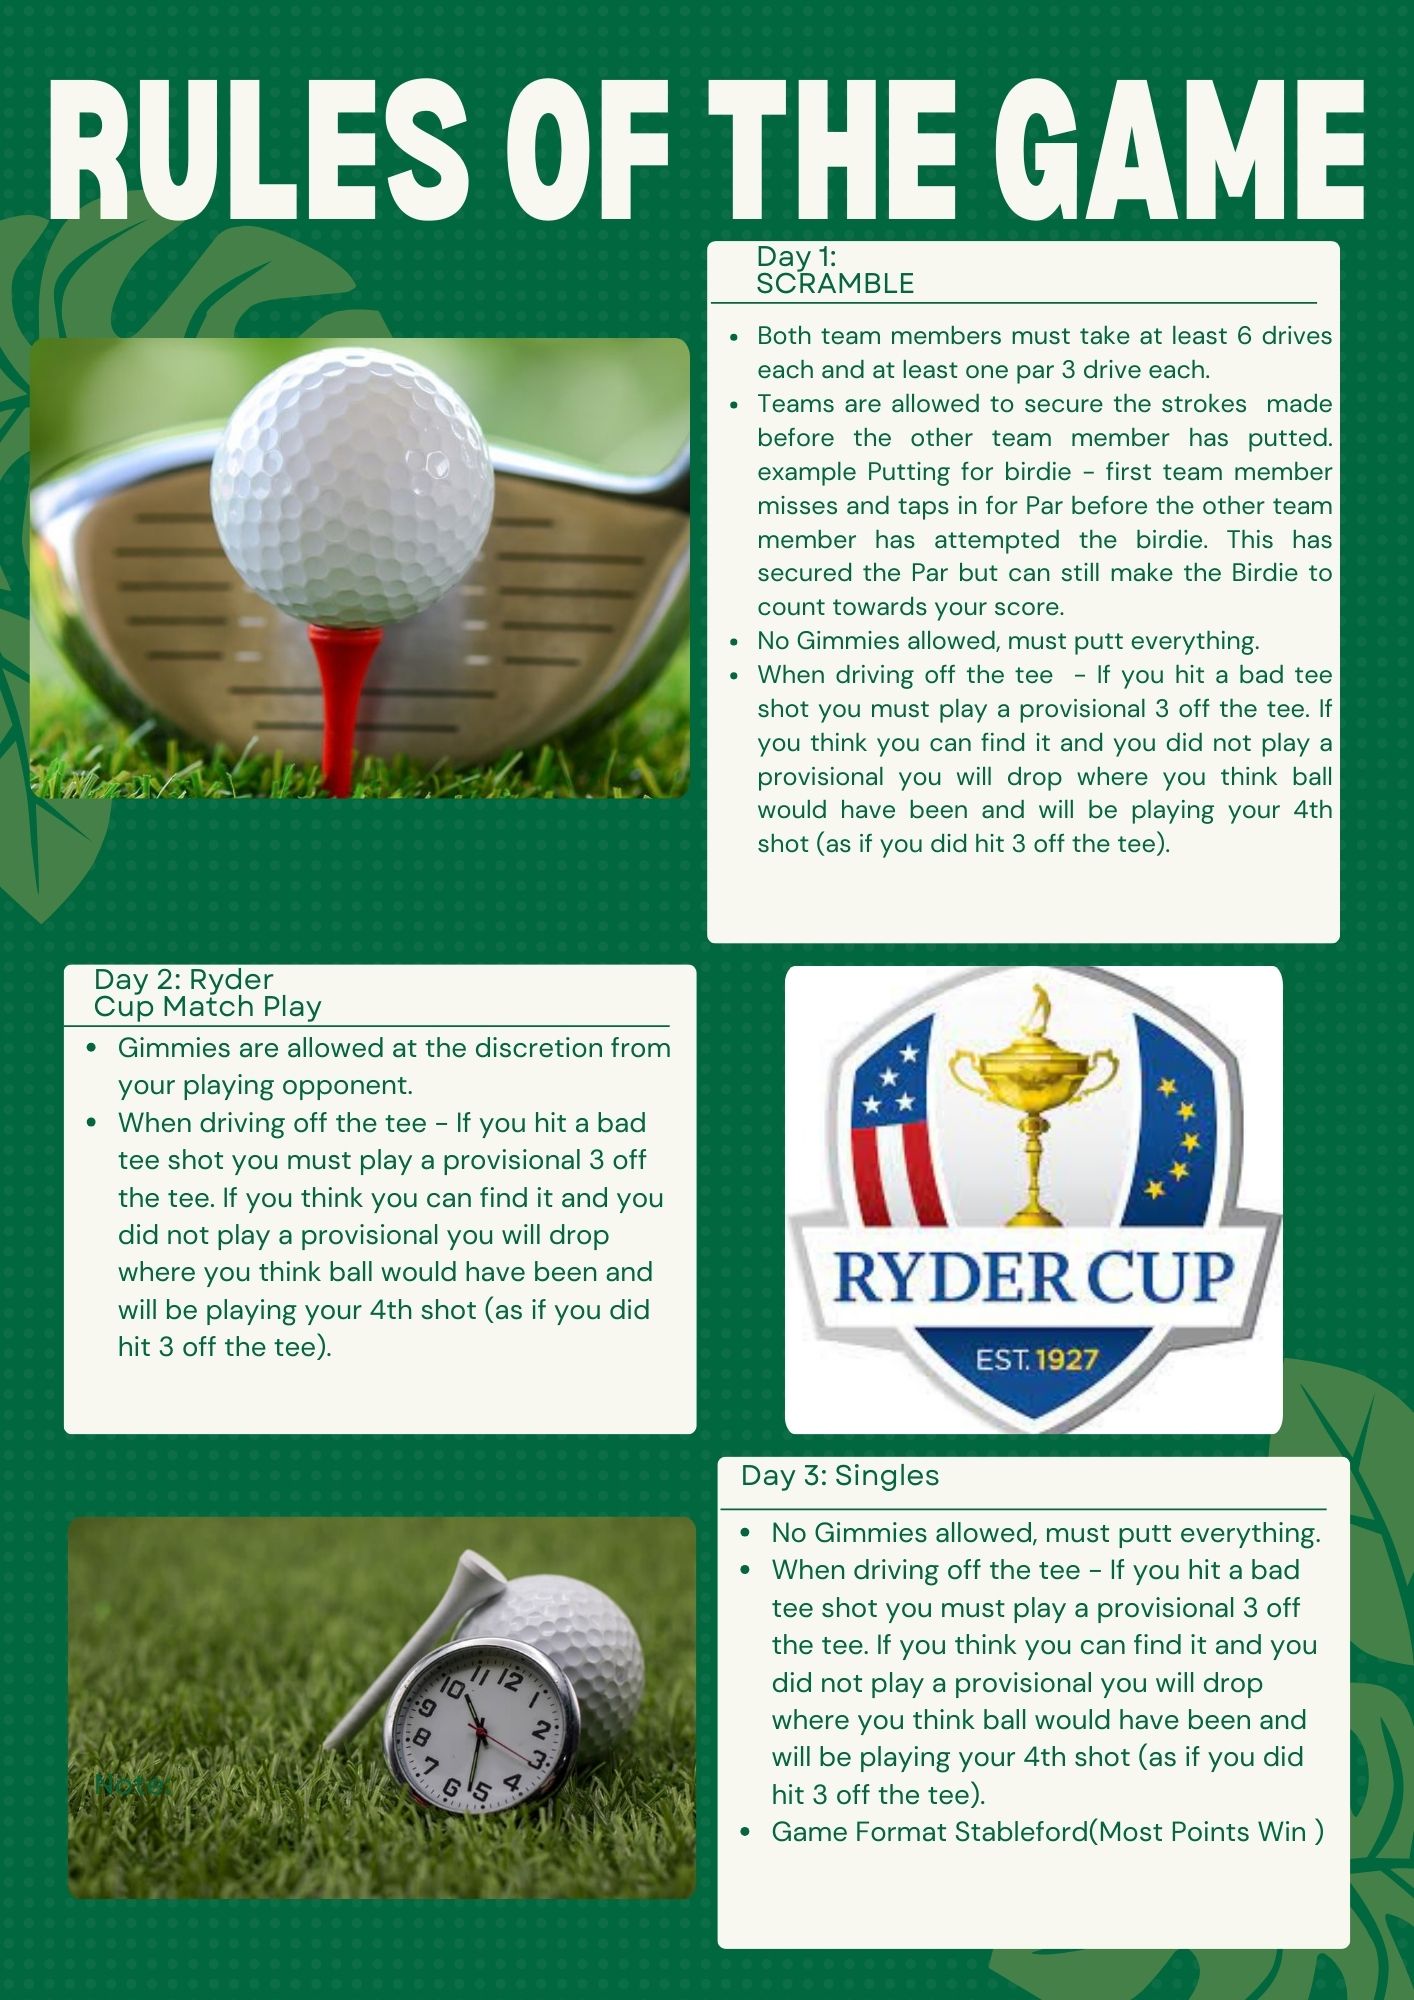 RULES OF THE GAME
Day 1:
SCRAMBLE
• Both team members must take at least 6 drives
each and at least one par 3 drive each.
• Teams are allowed to secure the strokes made
before the other team member has putted.
example Putting for birdie - first team member
misses and taps in for Par before the other team
member has attempted the birdie. This has
secured the Par but can still make the Birdie to
count towards your score.
• No Gimmies allowed, must putt everything.
• When driving off the tee - If you hit a bad tee
shot you must play a provisional 3 off the tee. If
you think you can find it and you did not play a
provisional you will drop where you think ball
would have been and will be playing your 4th
shot (as if you did hit 3 off the tee).
Day 2: Ryder
Cup Match Play
• Gimmies are allowed at the discretion from
your playing opponent.
• When driving off the tee - If you hit a bad
tee shot you must play a provisional 3 off
the tee. If you think you can find it and you
did not play a provisional you will drop
where you think ball would have been and
will be playing your 4th shot (as if you did
hit 3 off the tee).
RYDER CUP
EST. 1927
Day 3: Singles
• No Gimmies allowed, must putt everything.
• When driving off the tee - If you hit a bad
tee shot you must play a provisional 3 off
the tee. If you think you can find it and you
did not play a provisional you will drop
where you think ball would have been and
will be playing your 4th shot (as if you did
hit 3 off the tee).
• Game Format Stableford(Most Points Win )
Note:
12
1
2
3
4
5
6
7
8
9
10
11